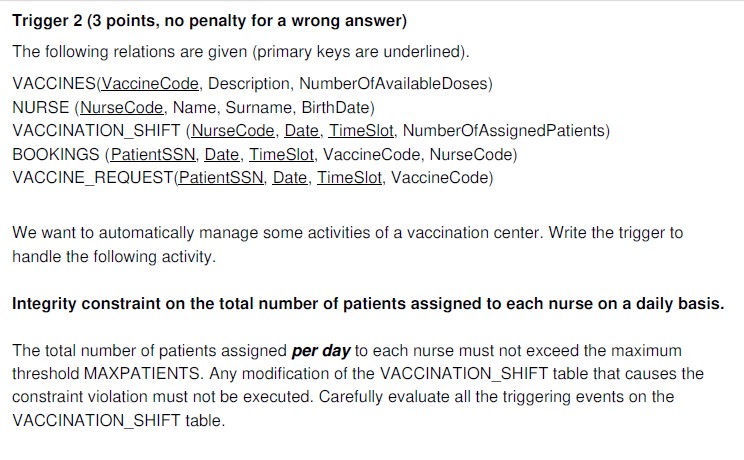 Trigger 2 (3 points, no penalty for a wrong answer)
The following relations are given (primary keys are underlined).
VACCINES(VaccineCode, Description, NumberOfAvailableDoses)
NURSE (NurseCode, Name, Surname, BirthDate)
VACCINATION_SHIFT (NurseCode, Date, TimeSlot, NumberOfAssignedPatients)
BOOKINGS (PatientSSN, Date, TimeSlot, VaccineCode, NurseCode)
VACCINE_REQUEST(PatientSSN, Date, TimeSlot, VaccineCode)
We want to automatically manage some activities of a vaccination center. Write the trigger to
handle the following activity.
Integrity constraint on the total number of patients assigned to each nurse on a daily basis.
The total number of patients assigned per day to each nurse must not exceed the maximum
threshold MAXPATIENTS. Any modification of the VACCINATION_SHIFT table that causes the
constraint violation must not be executed. Carefully evaluate all the triggering events on the
VACCINATION_SHIFT table.